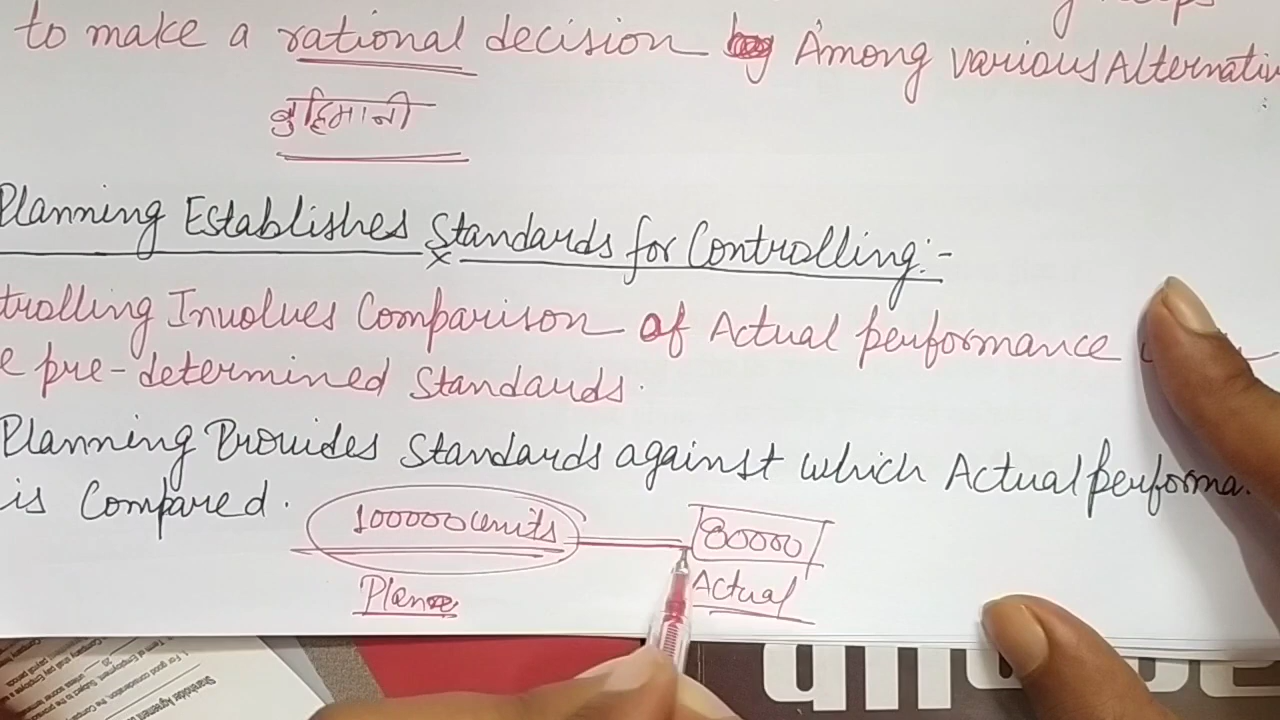 to make a rational decision Among various Alternativ
बुद्धिमानी
Planning Establishes Standards for Controlling:-
trolling Involves Comparison of Actual performance
e pre-determined Standards.
Planning Provides Standards against which Actual performa.
is Compared.
100000 units 80000
Plan Actual